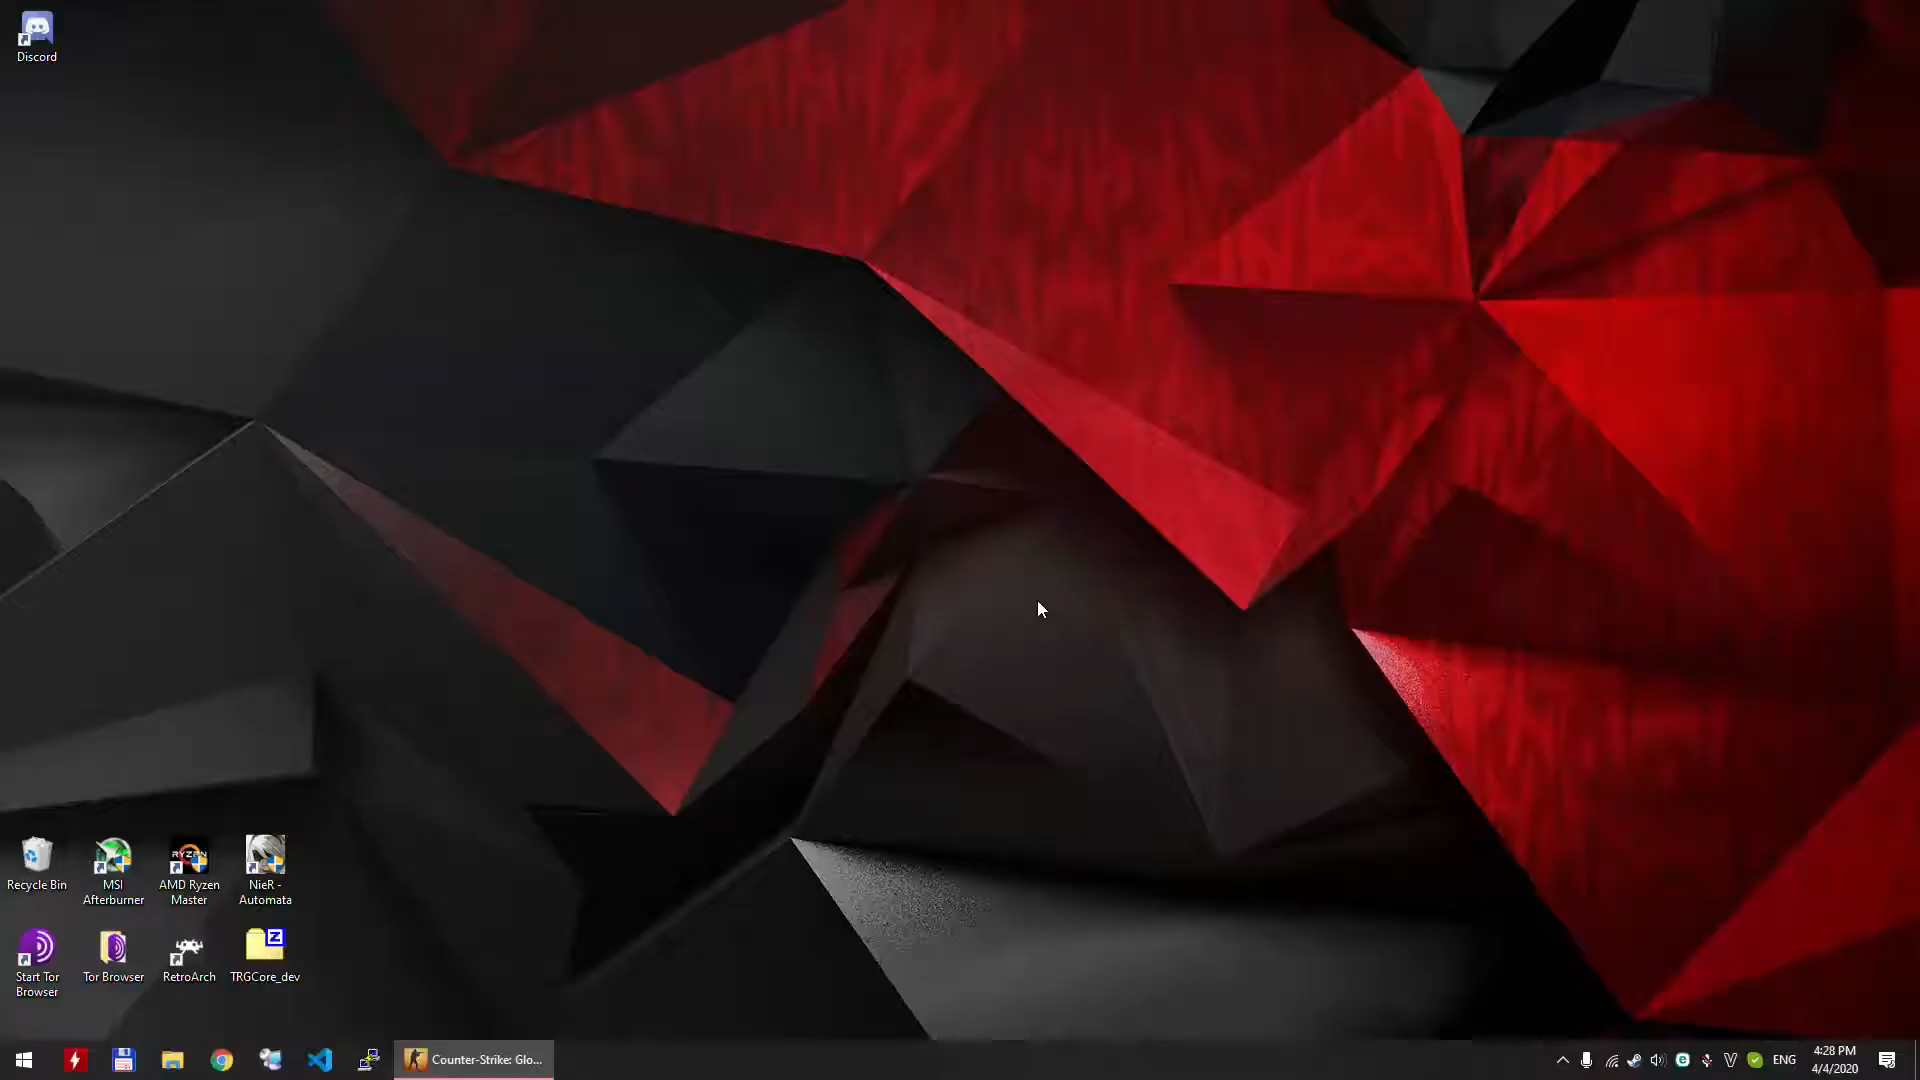 Discord
Recycle Bin
MSI Afterburner
AMD Ryzen Master
NieR - Automata
Start Tor Browser
Tor Browser
RetroArch
TRGCore_dev
RYZEN
Z
Counter-Strike: Glo...
ENG
4:28 PM
4/4/2020